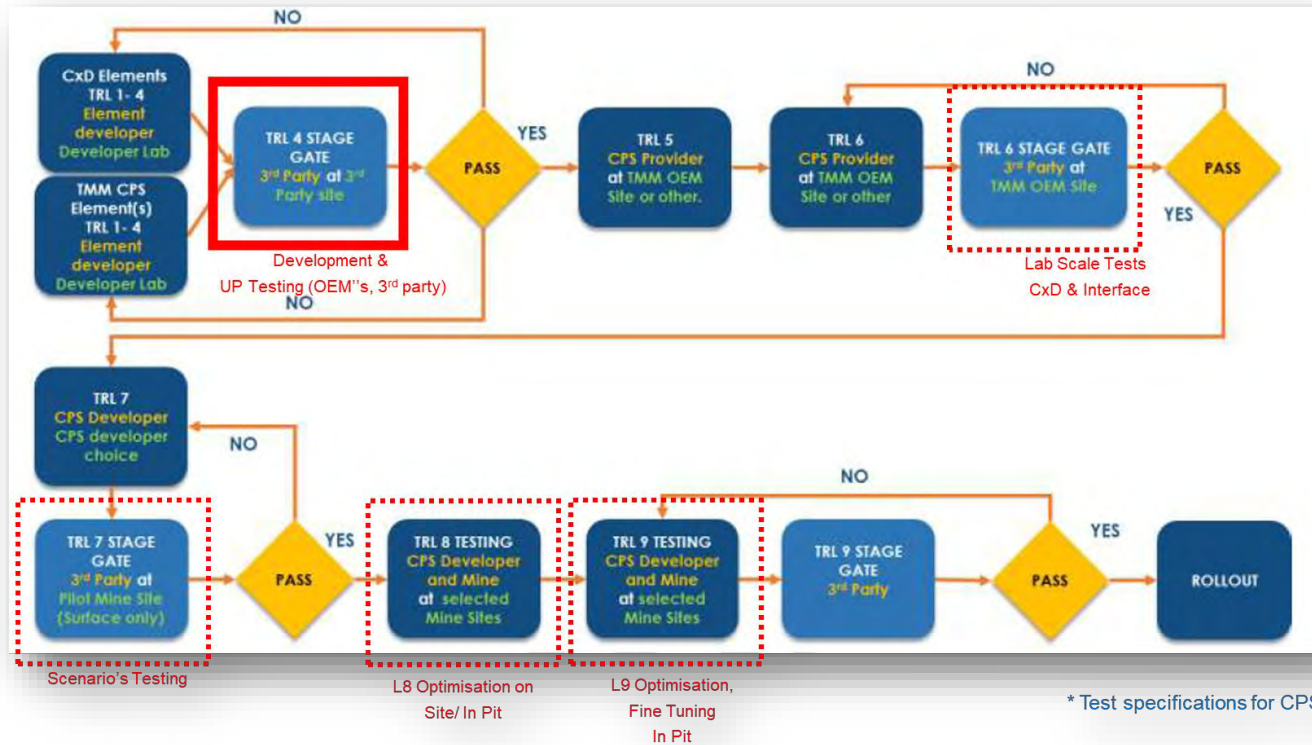 NO
CxD Elements
TRL 1- 4
Element
developer
Developer Lab
TMM CPS
Element(s)
TRL 1- 4
Element
developer
Developer Lab
TRL 4 STAGE
GATE
3rd Party at 3rd
Party site
Development &
UP Testing (OEM''s, 3rd party)
NO
PASS
YES
TRL 5
CPS Provider
at TMM OEM
Site or other.
TRL 6
CPS Provider
at TMM OEM
Site or other
NO
TRL 6 STAGE GATE
3rd Party at
TMM OEM Site
Lab Scale Tests
CxD & Interface
PASS
YES
TRL 7
CPS Developer
CPS developer
choice
NO
TRL 7 STAGE
GATE
3rd Party at
Pilot Mine Site
(Surface only)
Scenario's Testing
PASS
YES
TRL 8 TESTING
CPS Developer
and Mine
at selected
Mine Sites
L8 Optimisation on
Site/ In Pit
TRL 9 TESTING
CPS Developer
and Mine
at selected
Mine Sites
L9 Optimisation,
Fine Tuning
In Pit
NO
TRL 9 STAGE
GATE
3rd Party
PASS
YES
ROLLOUT
* Test specifications for CPS